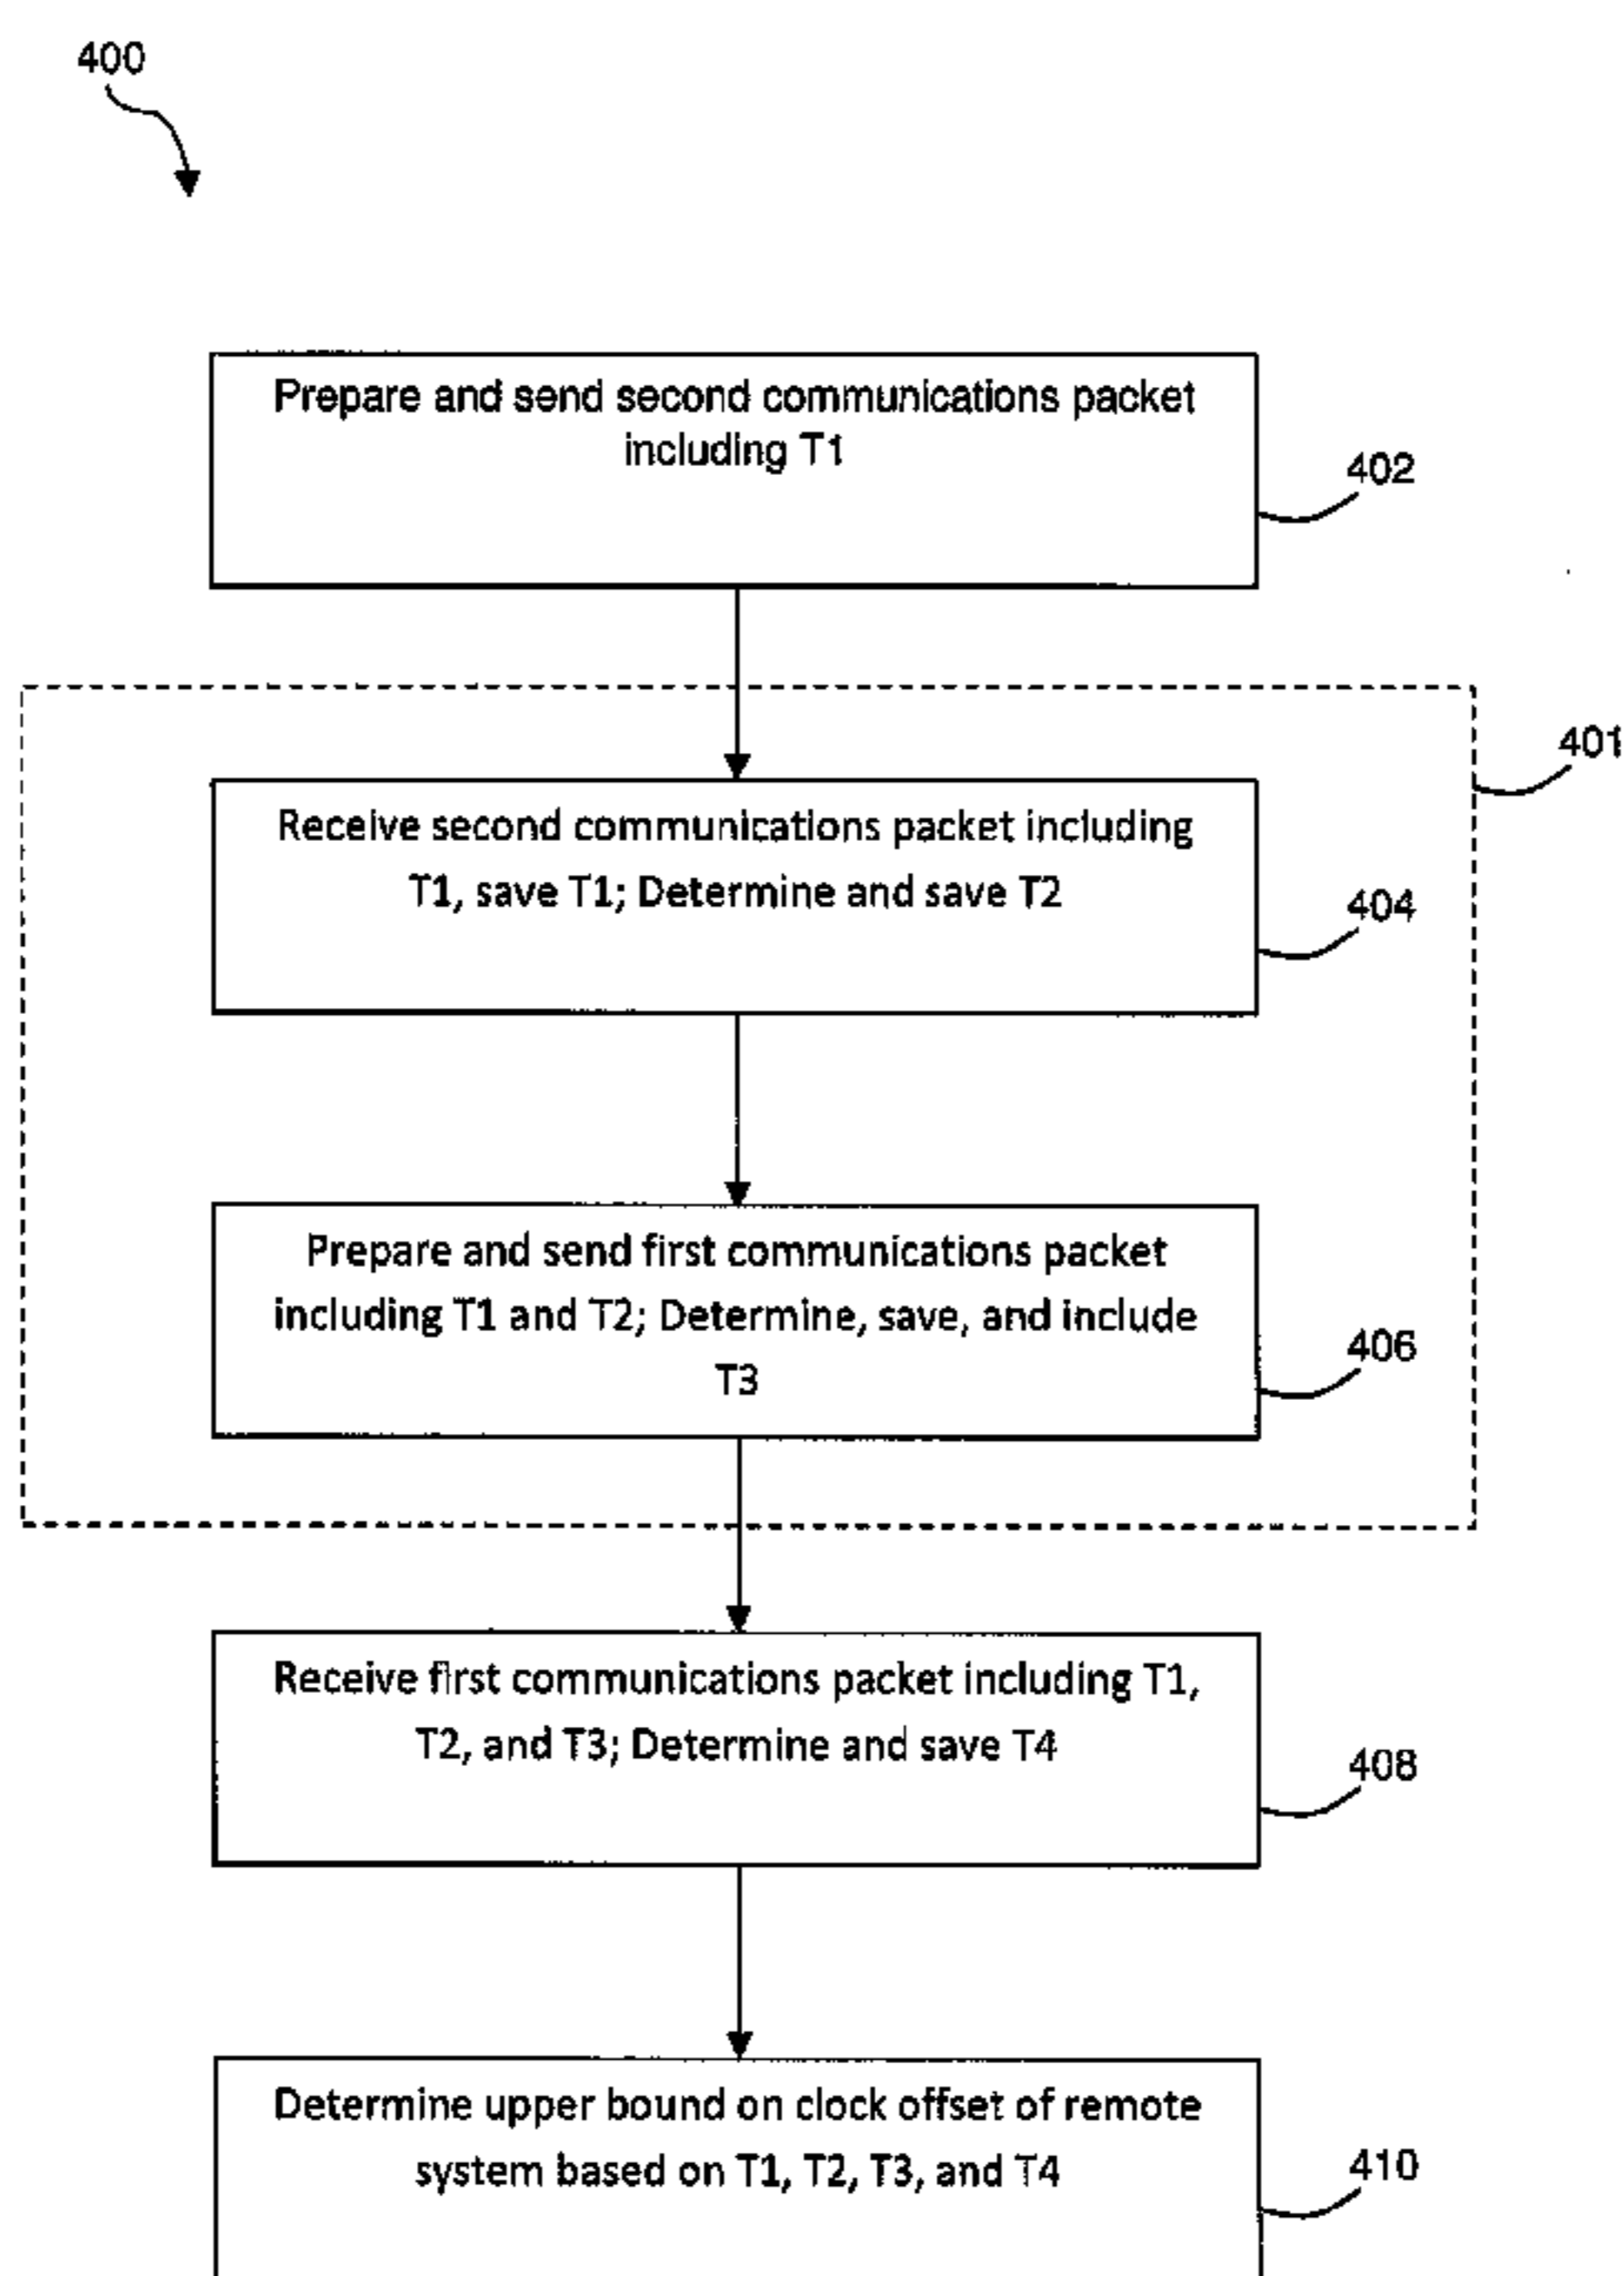 400
Prepare and send second communications packet
including T1
402
401
Receive second communications packet including
T1, save T1; Determine and save T2
404
Prepare and send first communications packet
including T1 and T2; Determine, save, and include
T3
406
Receive first communications packet including T1,
T2, and T3; Determine and save T4
408
Determine upper bound on clock offset of remote
system based on T1, T2, T3, and T4
410